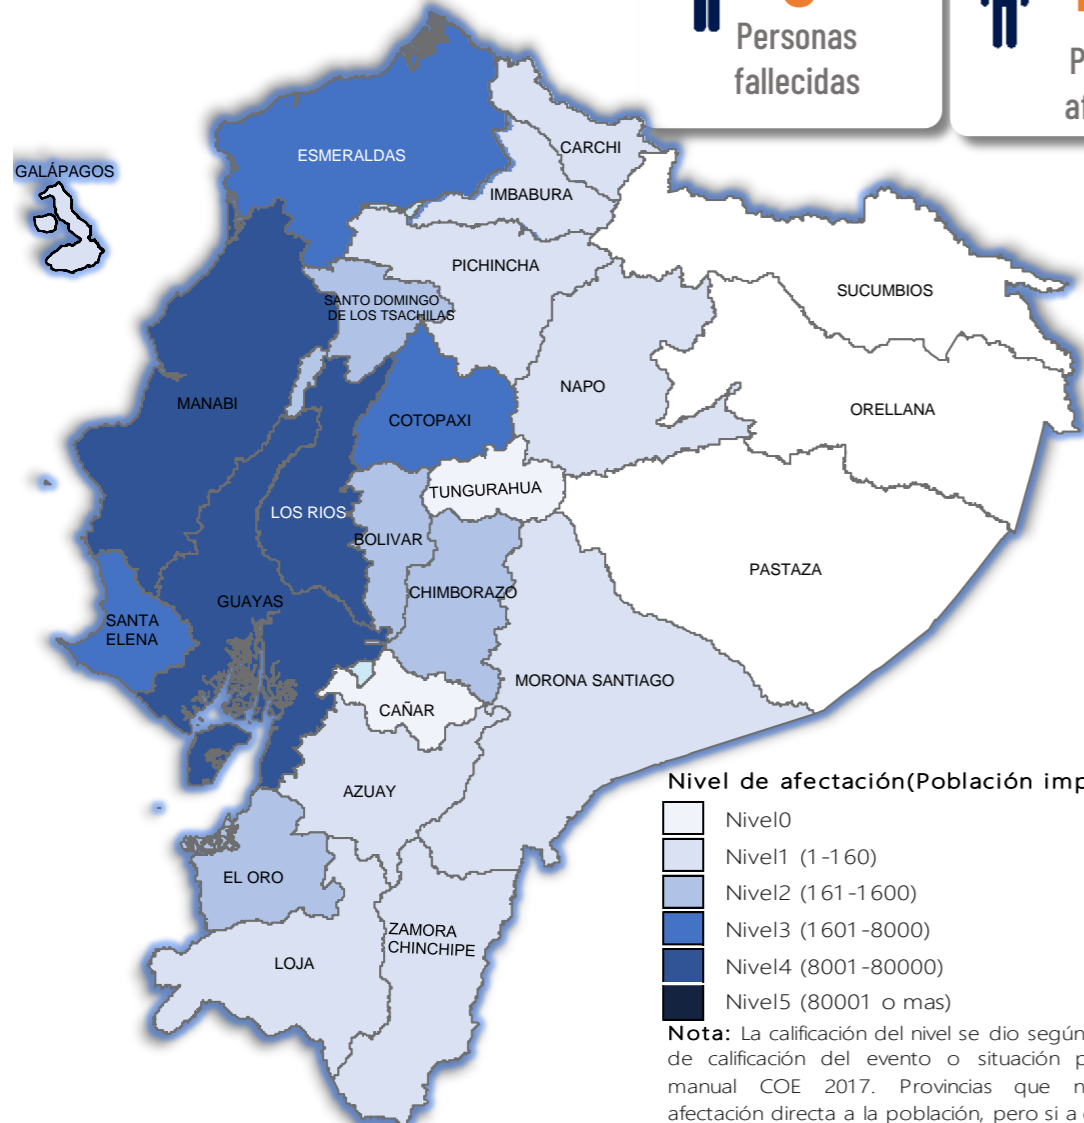 Personas
fallecidas
GALÁPAGOS
ESMERALDAS
CARCHI
IMBABURA
PICHINCHA
SUCUMBIOS
SANTO DOMINGO
DE LOS TSACHILAS
NAPO
ORELLANA
MANABI
COTOPAXI
TUNGURAHUA
LOS RIOS
BOLIVAR
PASTAZA
CHIMBORAZO
GUAYAS
SANTA
ELENA
MORONA SANTIAGO
CAÑAR
AZUAY
EL ORO
ZAMORA
CHINCHIPE
LOJA
Nivel de afectación(Población
Nivel0
Nivel1 (1-160)
Nivel2 (161-1600)
Nivel3 (1601-8000)
Nivel4 (8001-80000)
Nivel5 (80001 o mas)
Nota: La calificación del nivel se dio según
de calificación del evento o situación
manual COE 2017. Provincias que
afectación directa a la población, pero si a